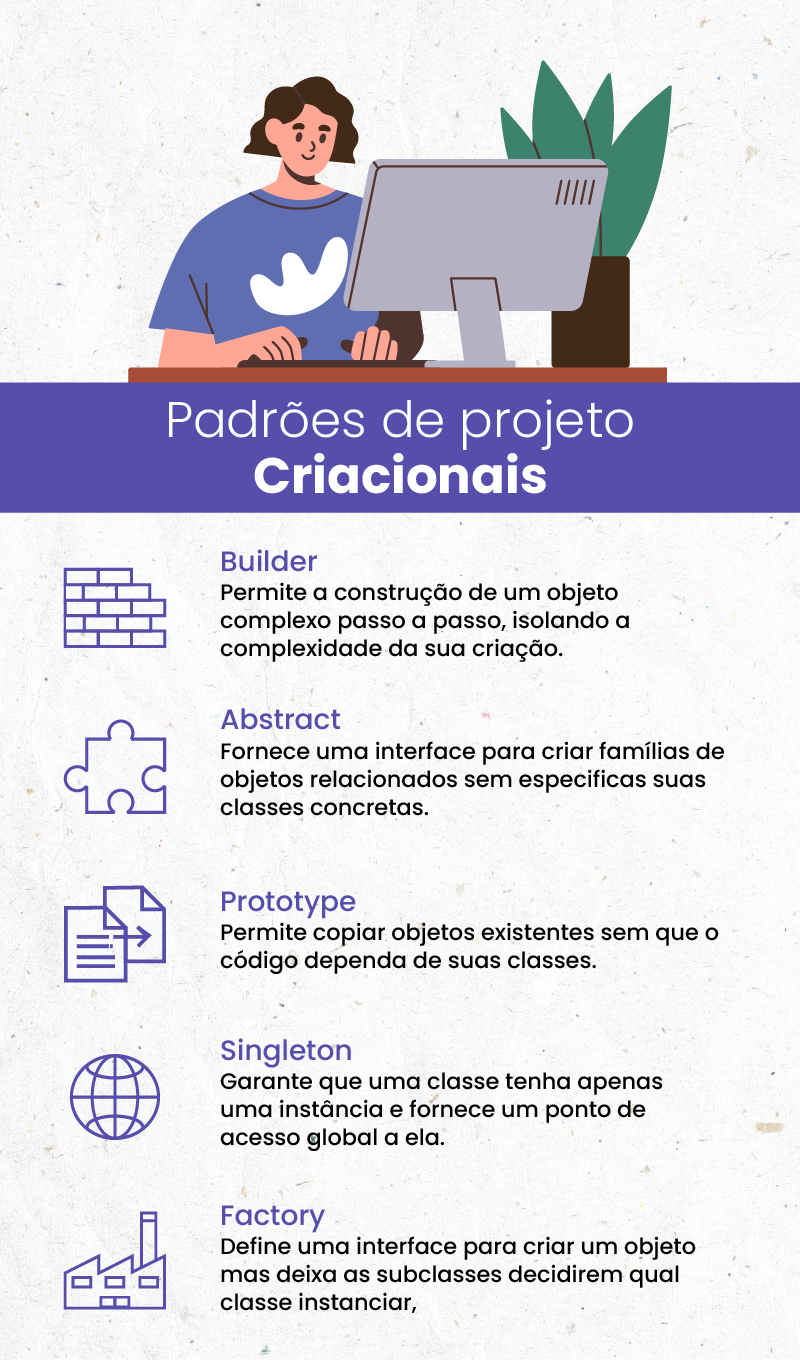 Padrões de projeto
Criacionais
Builder
Permite a construção de um objeto
complexo passo a passo, isolando a
complexidade da sua criação.
Abstract
Fornece uma interface para criar famílias de
objetos relacionados sem especificas suas
classes concretas.
Prototype
Permite copiar objetos existentes sem que o
código dependa de suas classes.
Singleton
Garante que uma classe tenha apenas
uma instância e fornece um ponto de
acesso global a ela.
Factory
Define uma interface para criar um objeto
mas deixa as subclasses decidirem qual
classe instanciar,